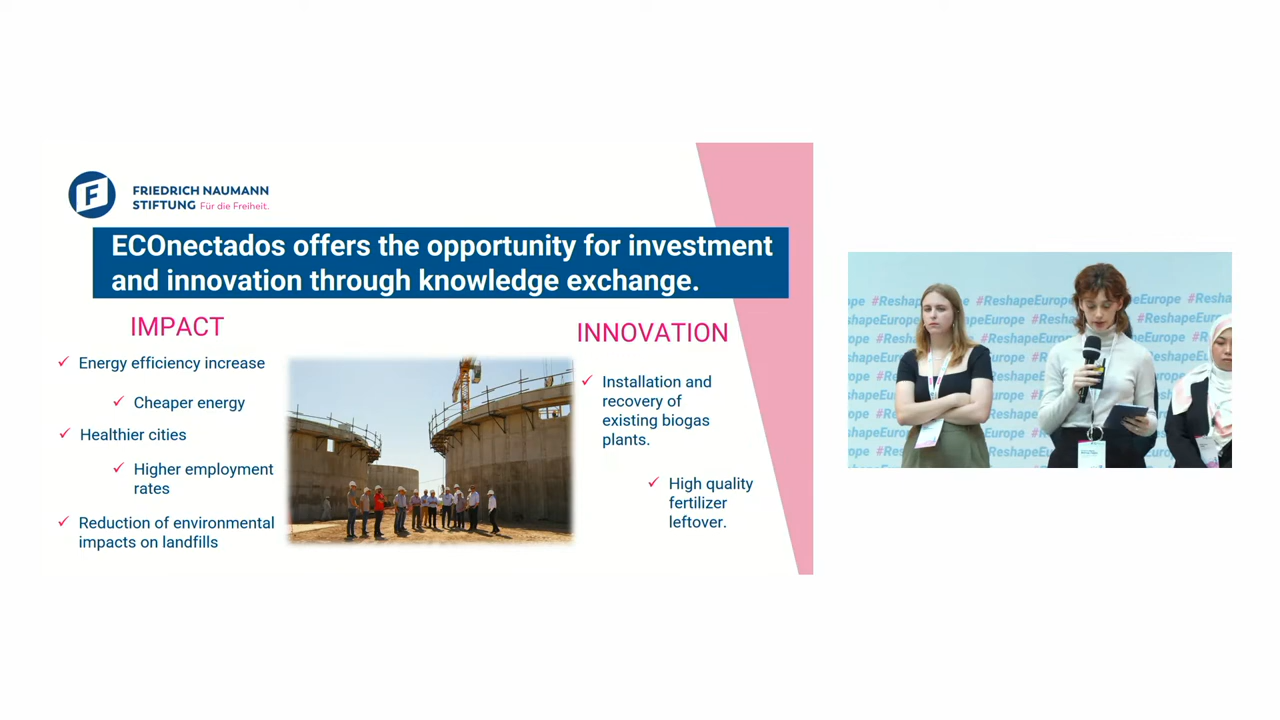 FRIEDRICH NAUMANN
STIFTUNG Für die Freiheit.
ECOnectados offers the opportunity for investment
and innovation through knowledge exchange.
IMPACT
Energy efficiency increase
Cheaper energy
Healthier cities
Higher employment
rates
Reduction of environmental
impacts on landfills
INNOVATION
Installation and
recovery of
existing biogas
plants.
High quality
fertilizer
leftover.
#ReshapeEurope